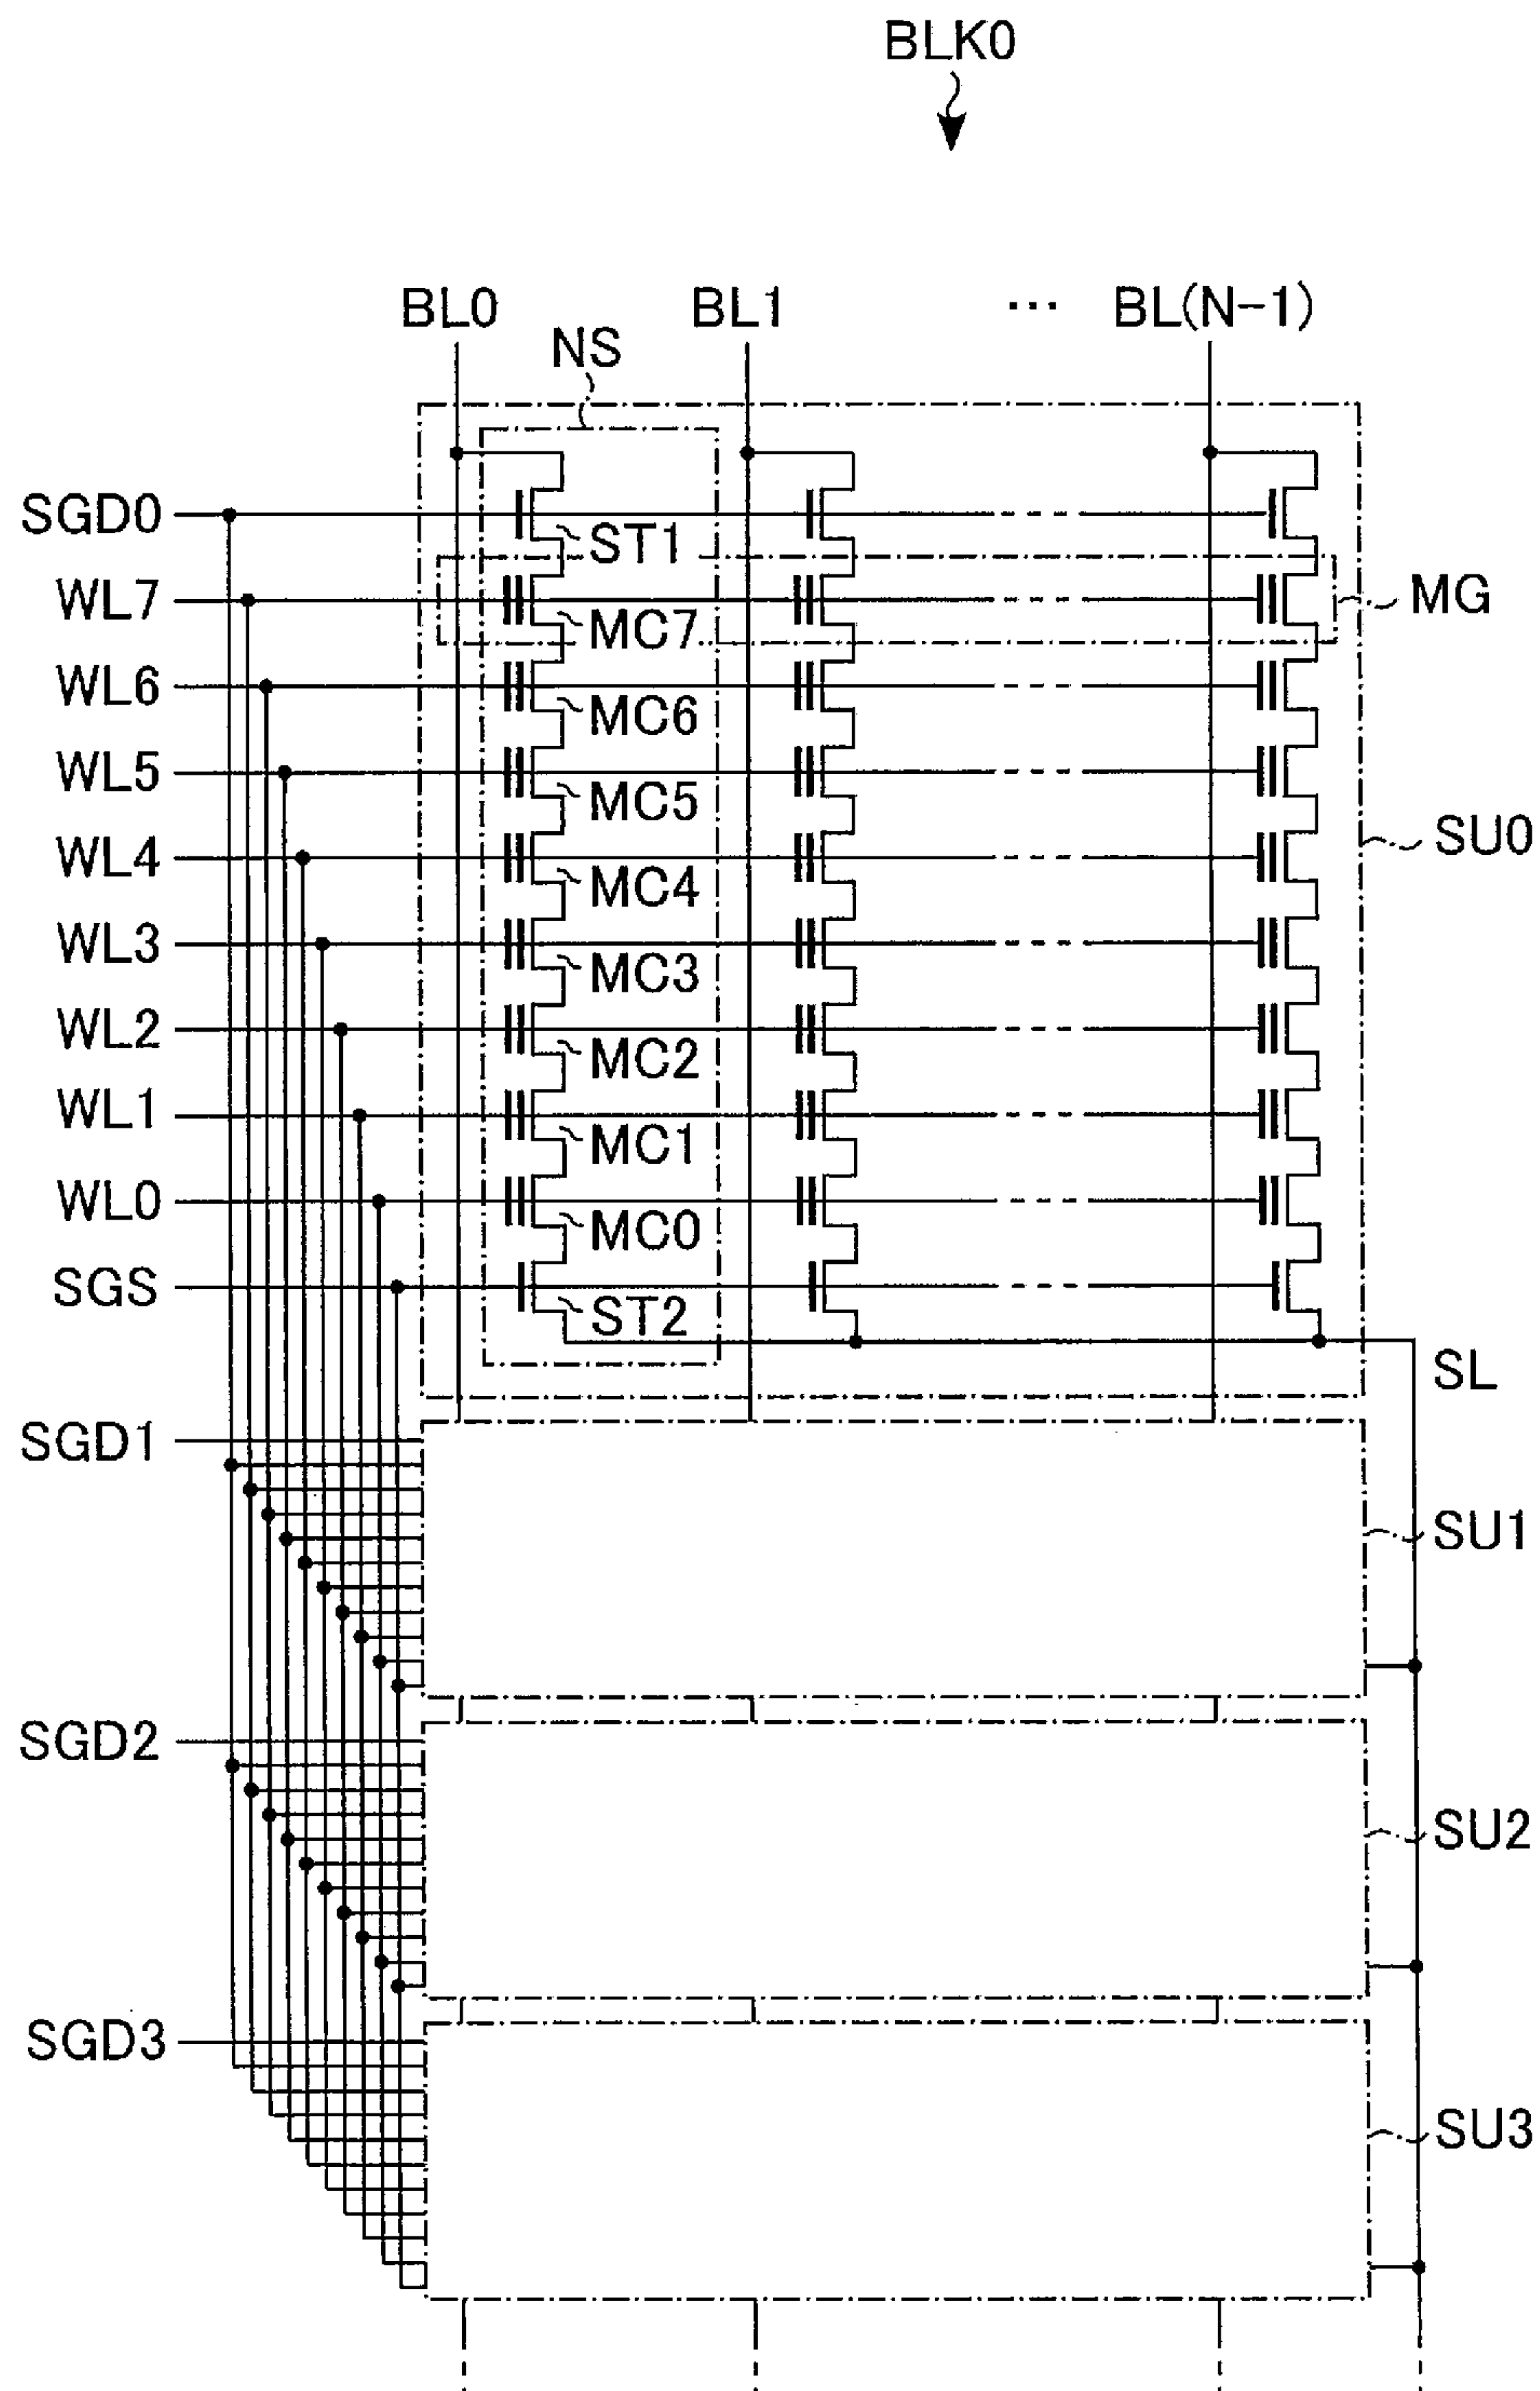 BLK0
BL0 BL1 ... BL(N-1)
NS
SGD0
ST1
WL7
MC7
MG
WL6
MC6
WL5
MC5
WL4
MC4
SU0
WL3
MC3
WL2
MC2
WL1
MC1
WL0
MC0
SGS
ST2
SL
SGD1
SU1
SGD2
SU2
SGD3
SU3